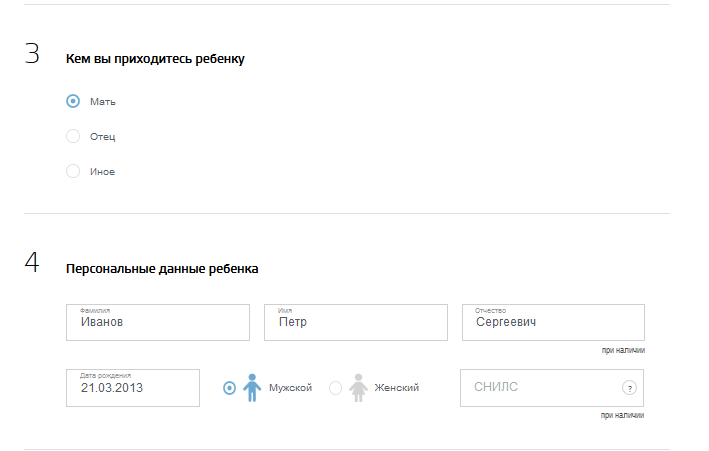 3 Кем вы приходитесь ребенку
Мать
Отец
Иное
4 Персональные данные ребенка
Фамилия Имя Отчество
Иванов Петр Сергеевич
при наличии
Дата рождения
21.03.2013 Мужской Женский СНИЛС ?
при наличии